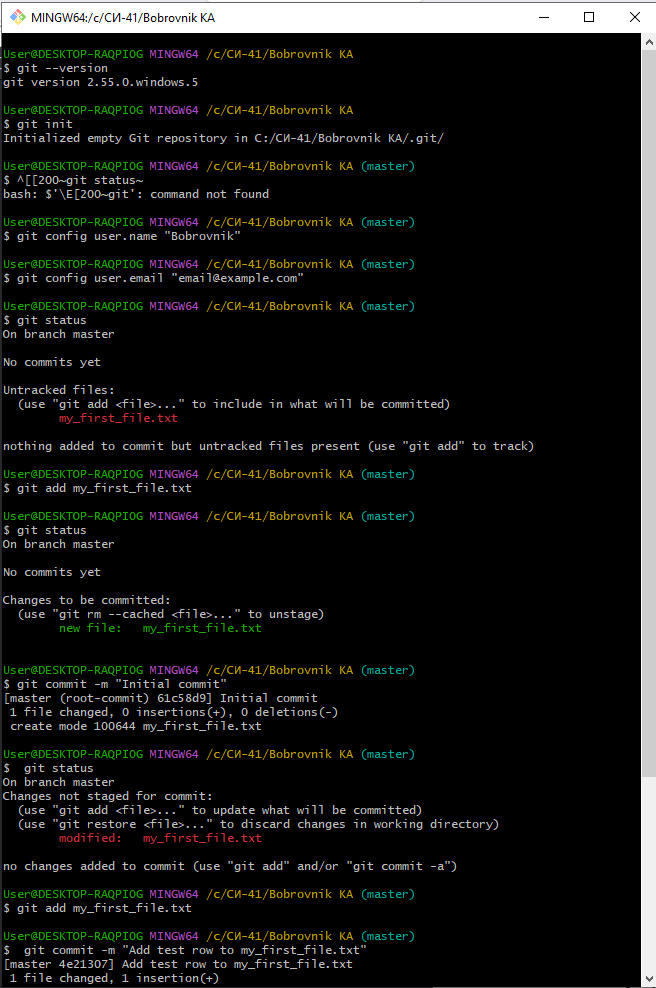 MINGW64:/c/СИ-41/Bobrovnik KA
User@DESKTOP-RAQPIOG MINGW64 /c/СИ-41/Bobrovnik KA
$ git --version
git version 2.55.0.windows.5
User@DESKTOP-RAQPIOG MINGW64 /c/СИ-41/Bobrovnik KA
$ git init
Initialized empty Git repository in C:/СИ-41/Bobrovnik KA/.git/
User@DESKTOP-RAQPIOG MINGW64 /c/СИ-41/Bobrovnik KA (master)
$ ^[[200~git status~
bash: $'\E[200~git': command not found
User@DESKTOP-RAQPIOG MINGW64 /c/СИ-41/Bobrovnik KA (master)
$ git config user.name "Bobrovnik"
User@DESKTOP-RAQPIOG MINGW64 /c/СИ-41/Bobrovnik KA (master)
$ git config user.email "email@example.com"
User@DESKTOP-RAQPIOG MINGW64 /c/СИ-41/Bobrovnik KA (master)
$ git status
On branch master
No commits yet
Untracked files:
  (use "git add <file>..." to include in what will be committed)
        my_first_file.txt
nothing added to commit but untracked files present (use "git add" to track)
User@DESKTOP-RAQPIOG MINGW64 /c/СИ-41/Bobrovnik KA (master)
$ git add my_first_file.txt
User@DESKTOP-RAQPIOG MINGW64 /c/СИ-41/Bobrovnik KA (master)
$ git status
On branch master
No commits yet
Changes to be committed:
  (use "git rm --cached <file>..." to unstage)
        new file:   my_first_file.txt
User@DESKTOP-RAQPIOG MINGW64 /c/СИ-41/Bobrovnik KA (master)
$ git commit -m "Initial commit"
[master (root-commit) 61c58d9] Initial commit
 1 file changed, 0 insertions(+), 0 deletions(-)
 create mode 100644 my_first_file.txt
User@DESKTOP-RAQPIOG MINGW64 /c/СИ-41/Bobrovnik KA (master)
$  git status
On branch master
Changes not staged for commit:
  (use "git add <file>..." to update what will be committed)
  (use "git restore <file>..." to discard changes in working directory)
        modified:   my_first_file.txt
no changes added to commit (use "git add" and/or "git commit -a")
User@DESKTOP-RAQPIOG MINGW64 /c/СИ-41/Bobrovnik KA (master)
$ git add my_first_file.txt
User@DESKTOP-RAQPIOG MINGW64 /c/СИ-41/Bobrovnik KA (master)
$  git commit -m "Add test row to my_first_file.txt"
[master 4e21307] Add test row to my_first_file.txt
 1 file changed, 1 insertion(+)